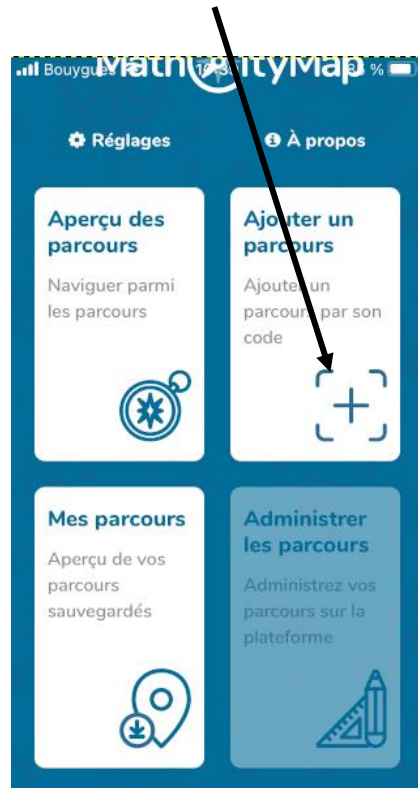 Bouygues
MathCityMap
%
Réglages
À propos
Aperçu des
parcours
Naviguer parmi
les parcours
Ajouter un
parcours
Ajouter un
parcours par son
code
Mes parcours
Aperçu de vos
parcours
sauvegardés
Administrer
les parcours
Administrez vos
parcours sur la
plateforme